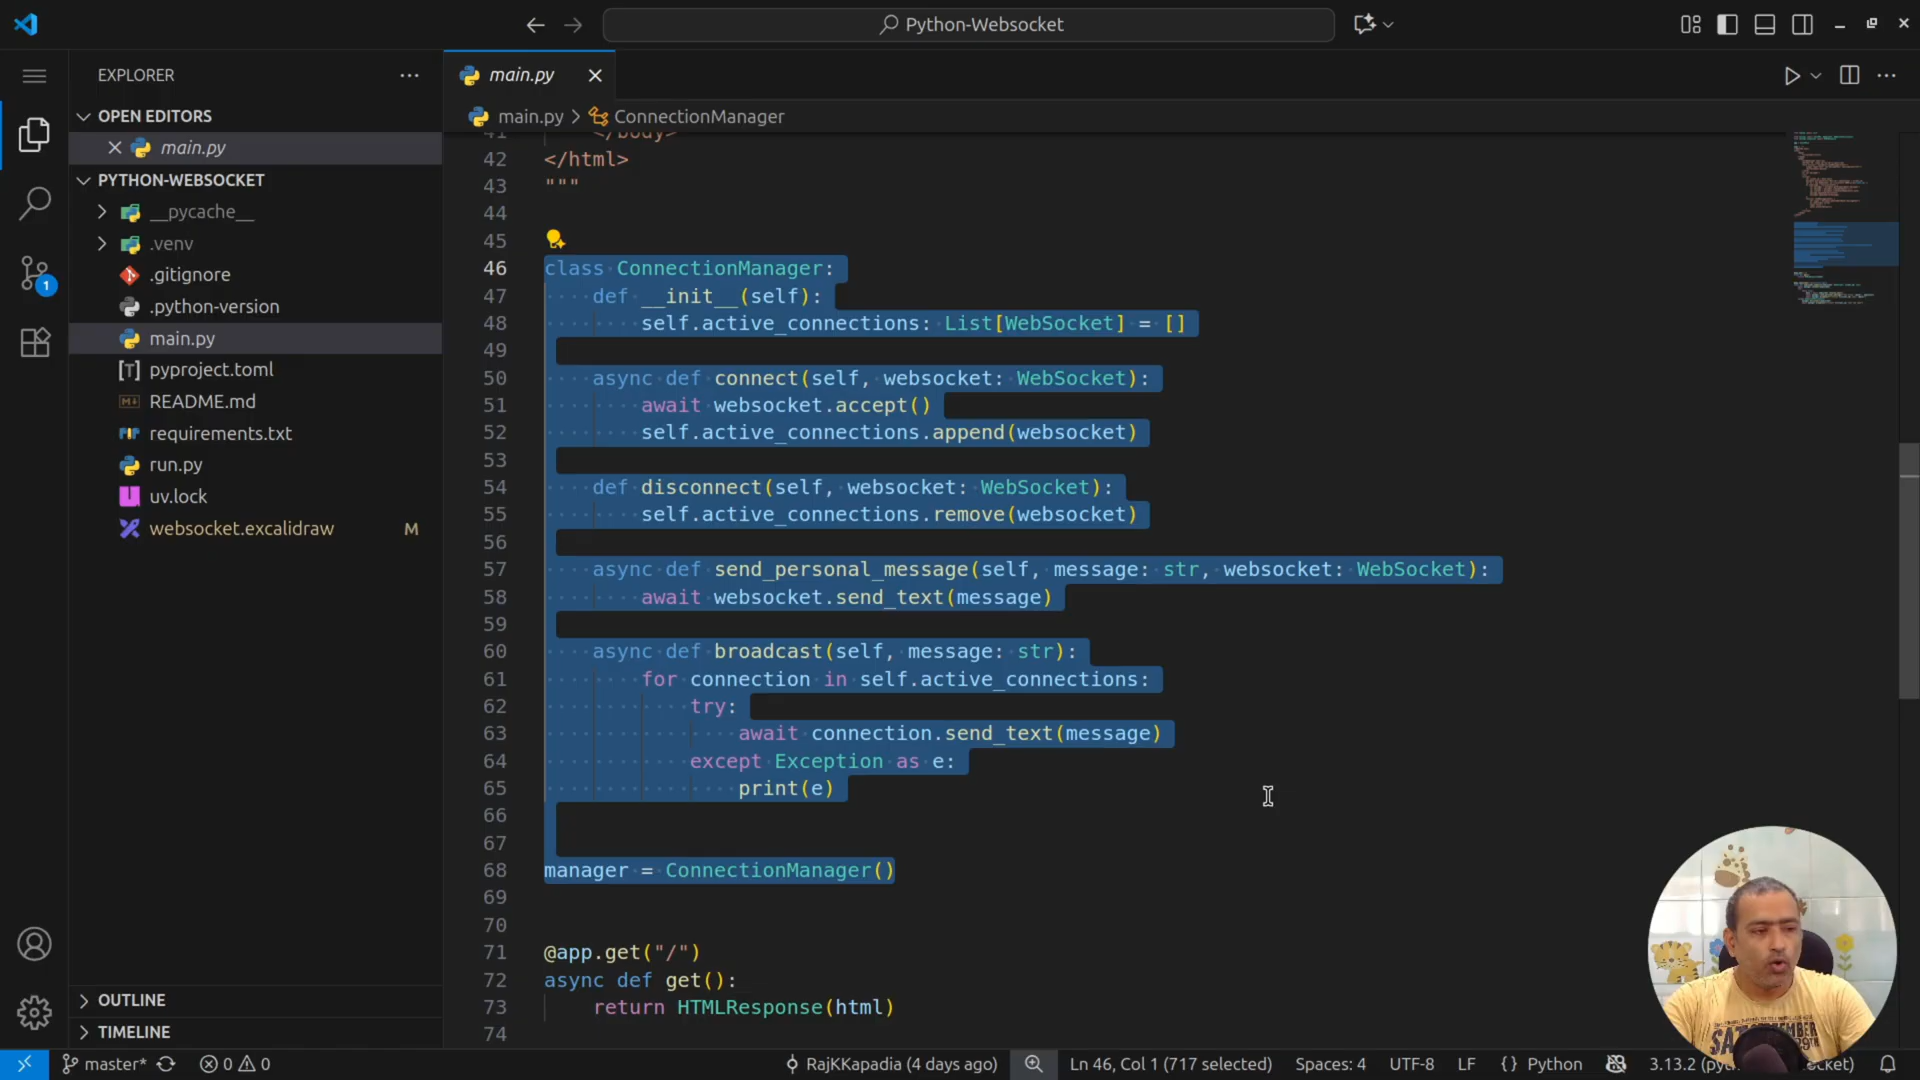 Python-Websocket
EXPLORER
OPEN EDITORS
main.py
PYTHON-WEBSOCKET
__pycache__
.venv
.gitignore
.python-version
main.py
pyproject.toml
README.md
requirements.txt
run.py
uv.lock
websocket.excalidraw M
OUTLINE
TIMELINE
1
main.py
main.py > ConnectionManager
41 </body>
42 </html>
43 """
44
45
46 class ConnectionManager:
47 def __init__(self):
48 self.active_connections: List[WebSocket] = []
49
50 async def connect(self, websocket: WebSocket):
51 await websocket.accept()
52 self.active_connections.append(websocket)
53
54 def disconnect(self, websocket: WebSocket):
55 self.active_connections.remove(websocket)
56
57 async def send_personal_message(self, message: str, websocket: WebSocket):
58 await websocket.send_text(message)
59
60 async def broadcast(self, message: str):
61 for connection in self.active_connections:
62 try:
63 await connection.send_text(message)
64 except Exception as e:
65 print(e)
66
67
68 manager = ConnectionManager()
69
70
71 @app.get("/")
72 async def get():
73 return HTMLResponse(html)
74
master* 0 0 RajKKapadia (4 days ago) Ln 46, Col 1 (717 selected) Spaces: 4 UTF-8 LF {} Python 3.13.2